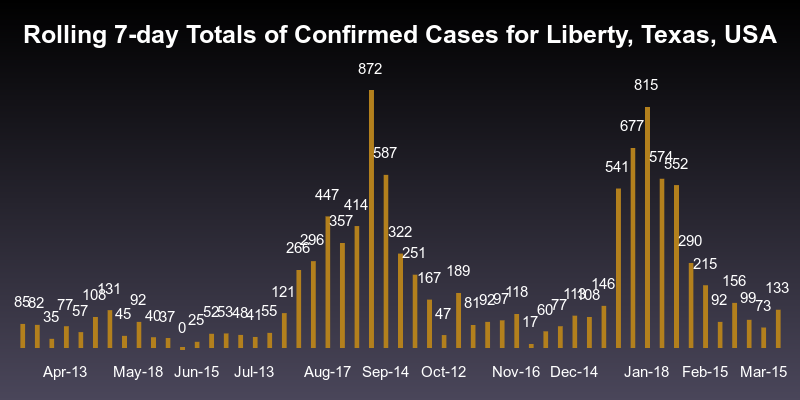 Rolling 7-day Totals of Confirmed Cases for Liberty, Texas, USA
85 82 35 77 57 108 131 45 92 40 37 0 25 52 53 48 41 55 121 266 296 447 357 414 872 587 322 251 167 47 189 81 92 97 118 17 60 77 113 108 146 541 677 815 574 552 290 215 92 156 99 73 133
Apr-13 May-18 Jun-15 Jul-13 Aug-17 Sep-14 Oct-12 Nov-16 Dec-14 Jan-18 Feb-15 Mar-15